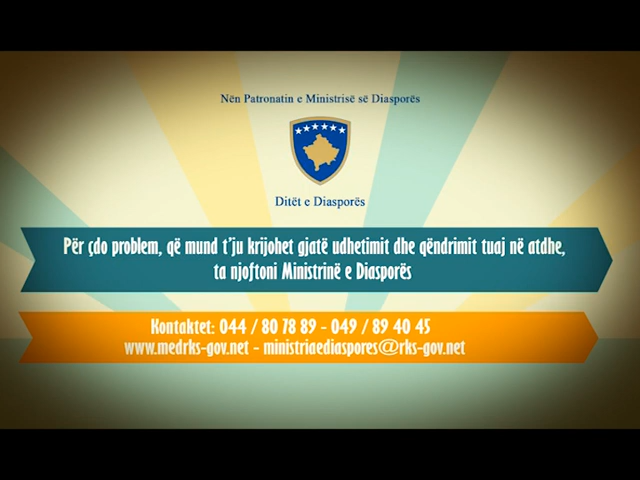 Nën Patronatin e Ministrisë së Diasporës
Ditët e Diasporës
Për çdo problem, që mund t'ju krijohet gjatë udhetimit dhe qëndrimit tuaj në atdhe,
ta njoftoni Ministrinë e Diasporës
Kontaktet: 044 / 80 78 89 - 049 / 89 40 45
www.medrks-gov.net - ministriaediaspores@rks-gov.net